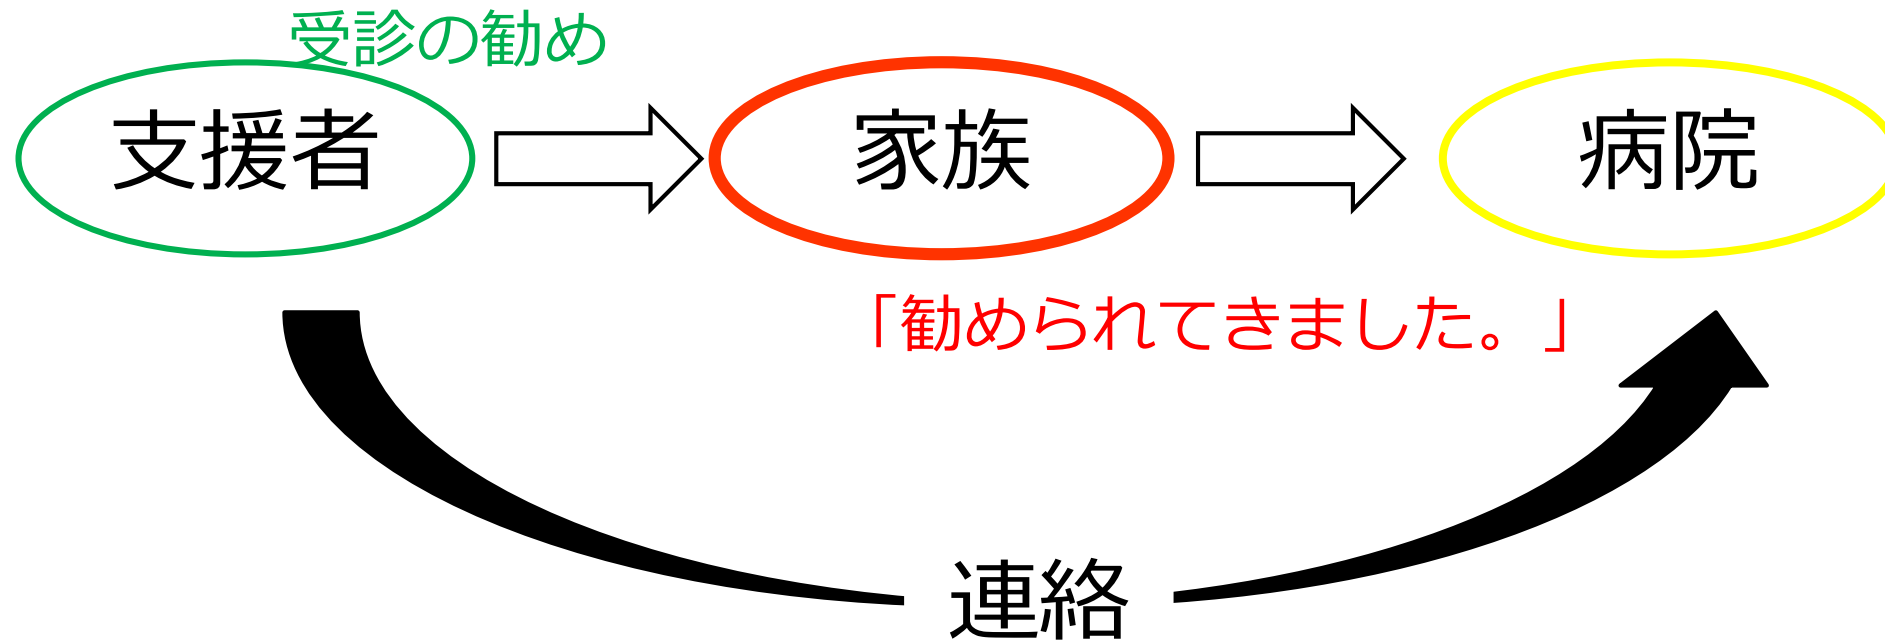 受診の勧め
支援者
家族
病院
「勧められてきました。」
連絡